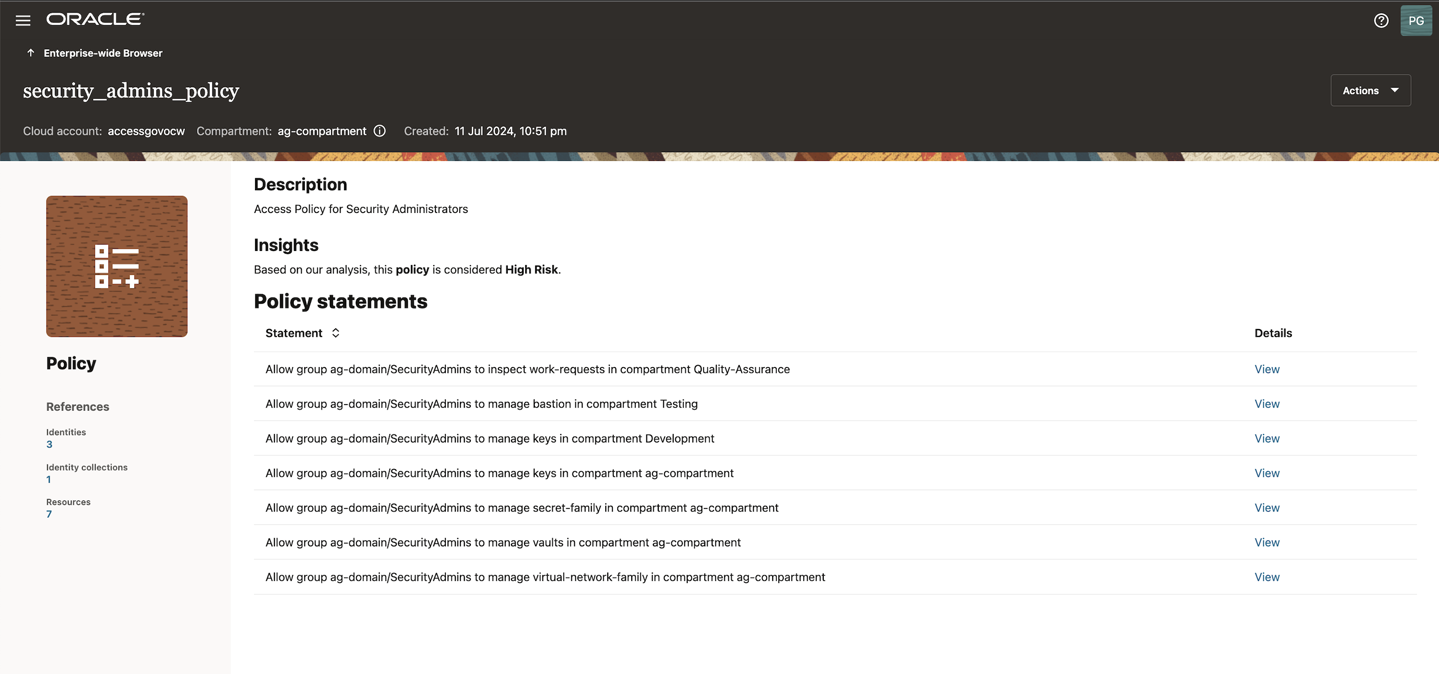 ORACLE
PG
Enterprise-wide Browser
security_admins_policy
Actions
Cloud account: accessgovocw Compartment: ag-compartment Created: 11 Jul 2024, 10:51 pm
Description
Access Policy for Security Administrators
Insights
Based on our analysis, this policy is considered High Risk.
Policy statements
Statement Details
Allow group ag-domain/SecurityAdmins to inspect work-requests in compartment Quality-Assurance View
Allow group ag-domain/SecurityAdmins to manage bastion in compartment Testing View
Allow group ag-domain/SecurityAdmins to manage keys in compartment Development View
Allow group ag-domain/SecurityAdmins to manage keys in compartment ag-compartment View
Allow group ag-domain/SecurityAdmins to manage secret-family in compartment ag-compartment View
Allow group ag-domain/SecurityAdmins to manage vaults in compartment ag-compartment View
Allow group ag-domain/SecurityAdmins to manage virtual-network-family in compartment ag-compartment View
Policy
References
Identities
3
Identity collections
1
Resources
7